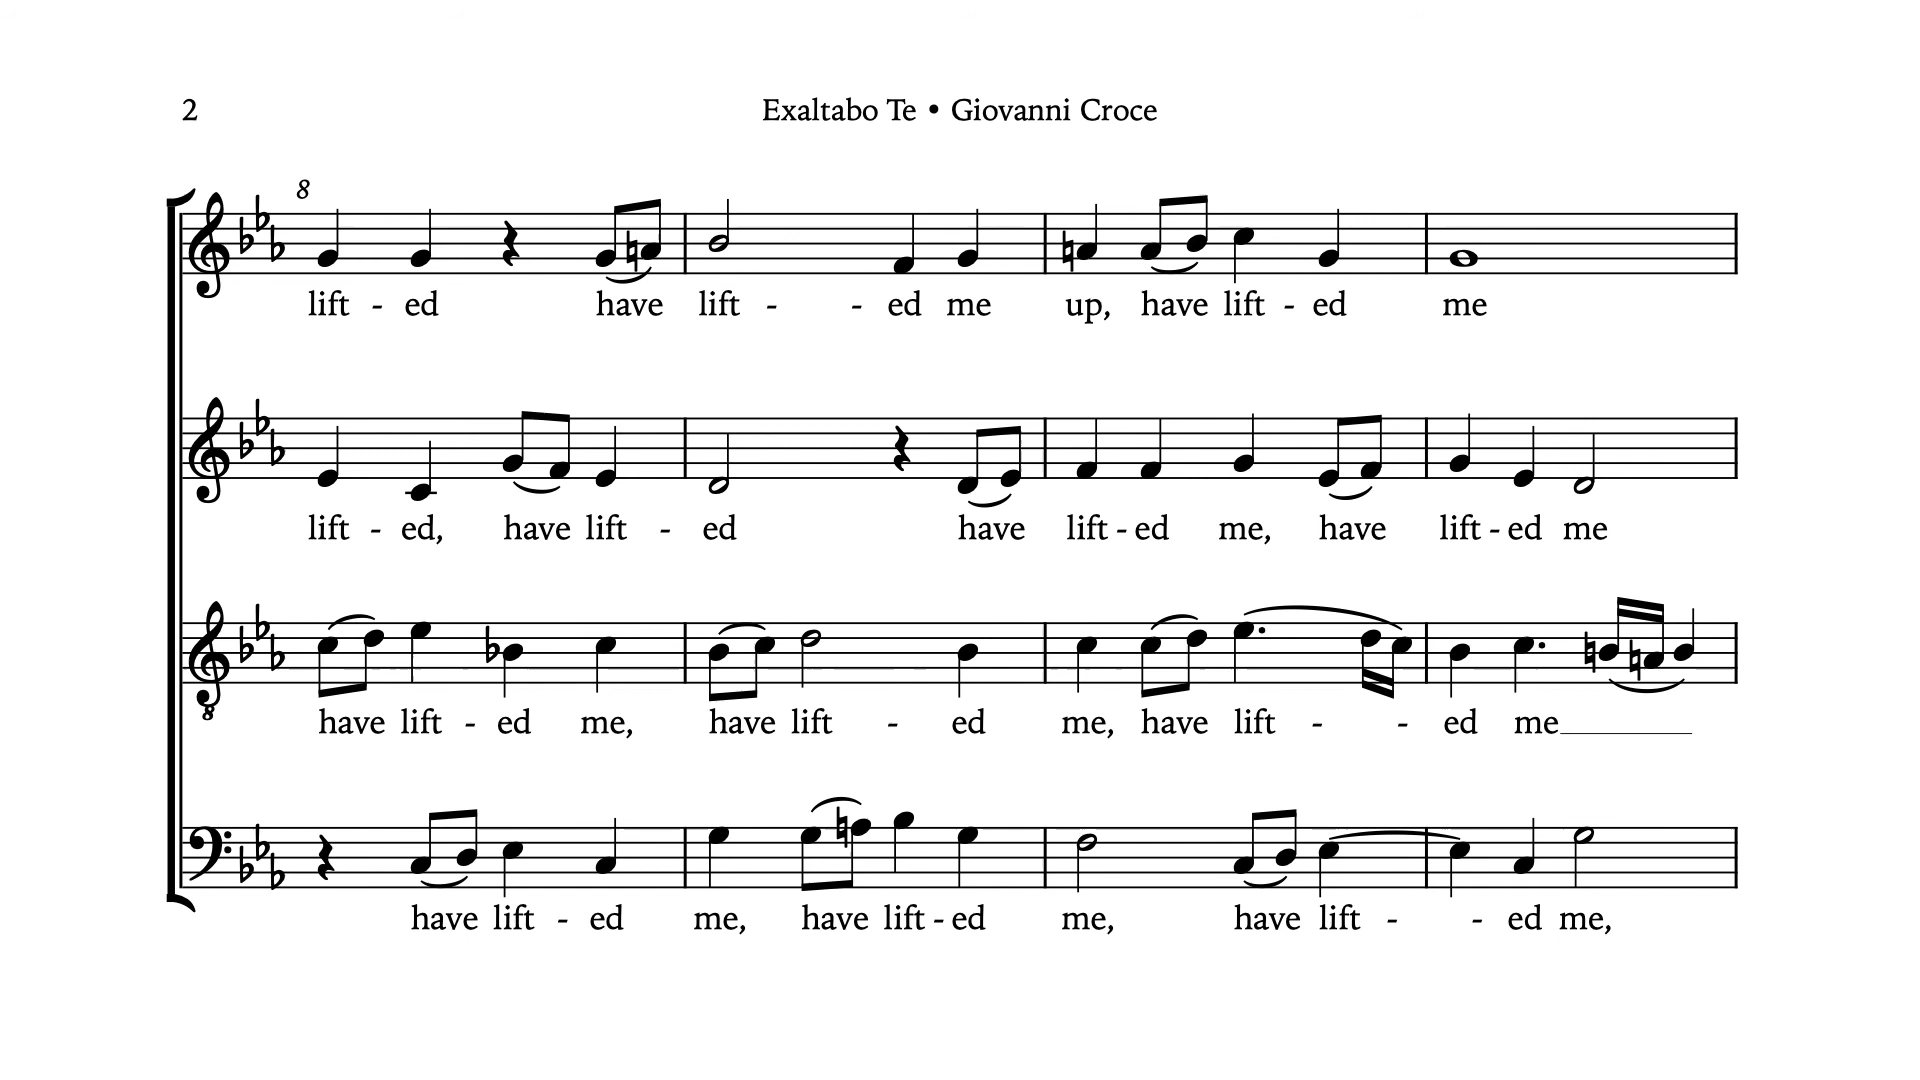 2
Exaltabo Te • Giovanni Croce
8
lift - ed have lift - - ed me up, have lift - ed me
lift - ed, have lift - ed have lift - ed me, have lift - ed me
8
have lift - ed me, have lift - ed me, have lift - - ed me
have lift - ed me, have lift - ed me, have lift - - ed me,